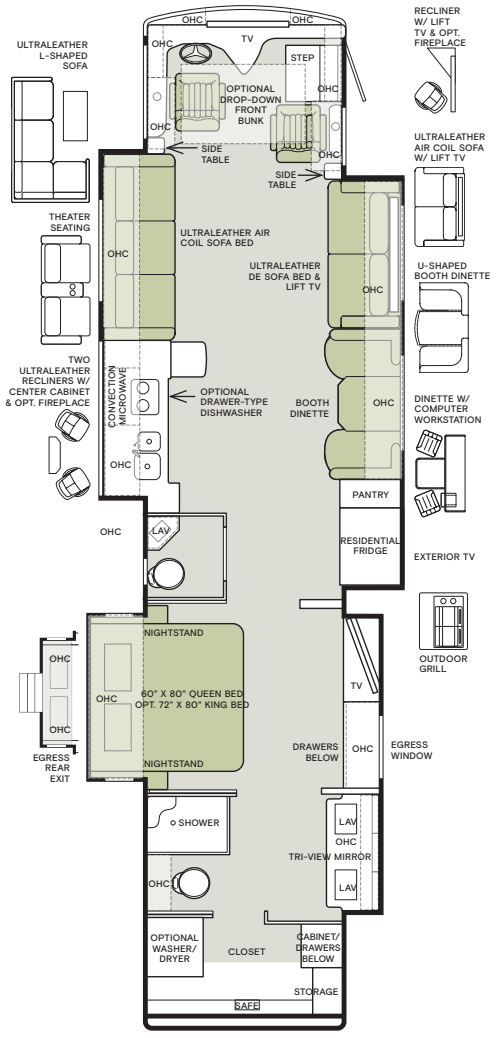 RECLINER
W/ LIFT
TV & OPT.
FIREPLACE
OHC
OHC
ULTRALEATHER
L-SHAPED
SOFA
OHC
TV
STEP
OPTIONAL
DROP-DOWN
FRONT
BUNK
OHC
OHC
ULTRALEATHER
AIR COIL SOFA
W/ LIFT TV
SIDE
TABLE
OHC
SIDE
TABLE
THEATER
SEATING
ULTRALEATHER AIR
COIL SOFA BED
OHC
ULTRALEATHER
DE SOFA BED &
LIFT TV
OHC
U-SHAPED
BOOTH DINETTE
TWO
ULTRALEATHER
RECLINERS W/
CENTER CABINET
& OPT. FIREPLACE
CONVECTION
MICROWAVE
OPTIONAL
DRAWER-TYPE
DISHWASHER
BOOTH
DINETTE
OHC
DINETTE W/
COMPUTER
WORKSTATION
OHC
PANTRY
OHC
LAV
RESIDENTIAL
FRIDGE
EXTERIOR TV
NIGHTSTAND
OUTDOOR
GRILL
OHC
OHC
60" X 80" QUEEN BED
OPT. 72" X 80" KING BED
TV
OHC
EGRESS
REAR
EXIT
NIGHTSTAND
DRAWERS
BELOW
OHC
EGRESS
WINDOW
SHOWER
LAV
OHC
TRI-VIEW MIRROR
OHC
LAV
OPTIONAL
WASHER/
DRYER
CLOSET
CABINET/
DRAWERS
BELOW
STORAGE
SAFE